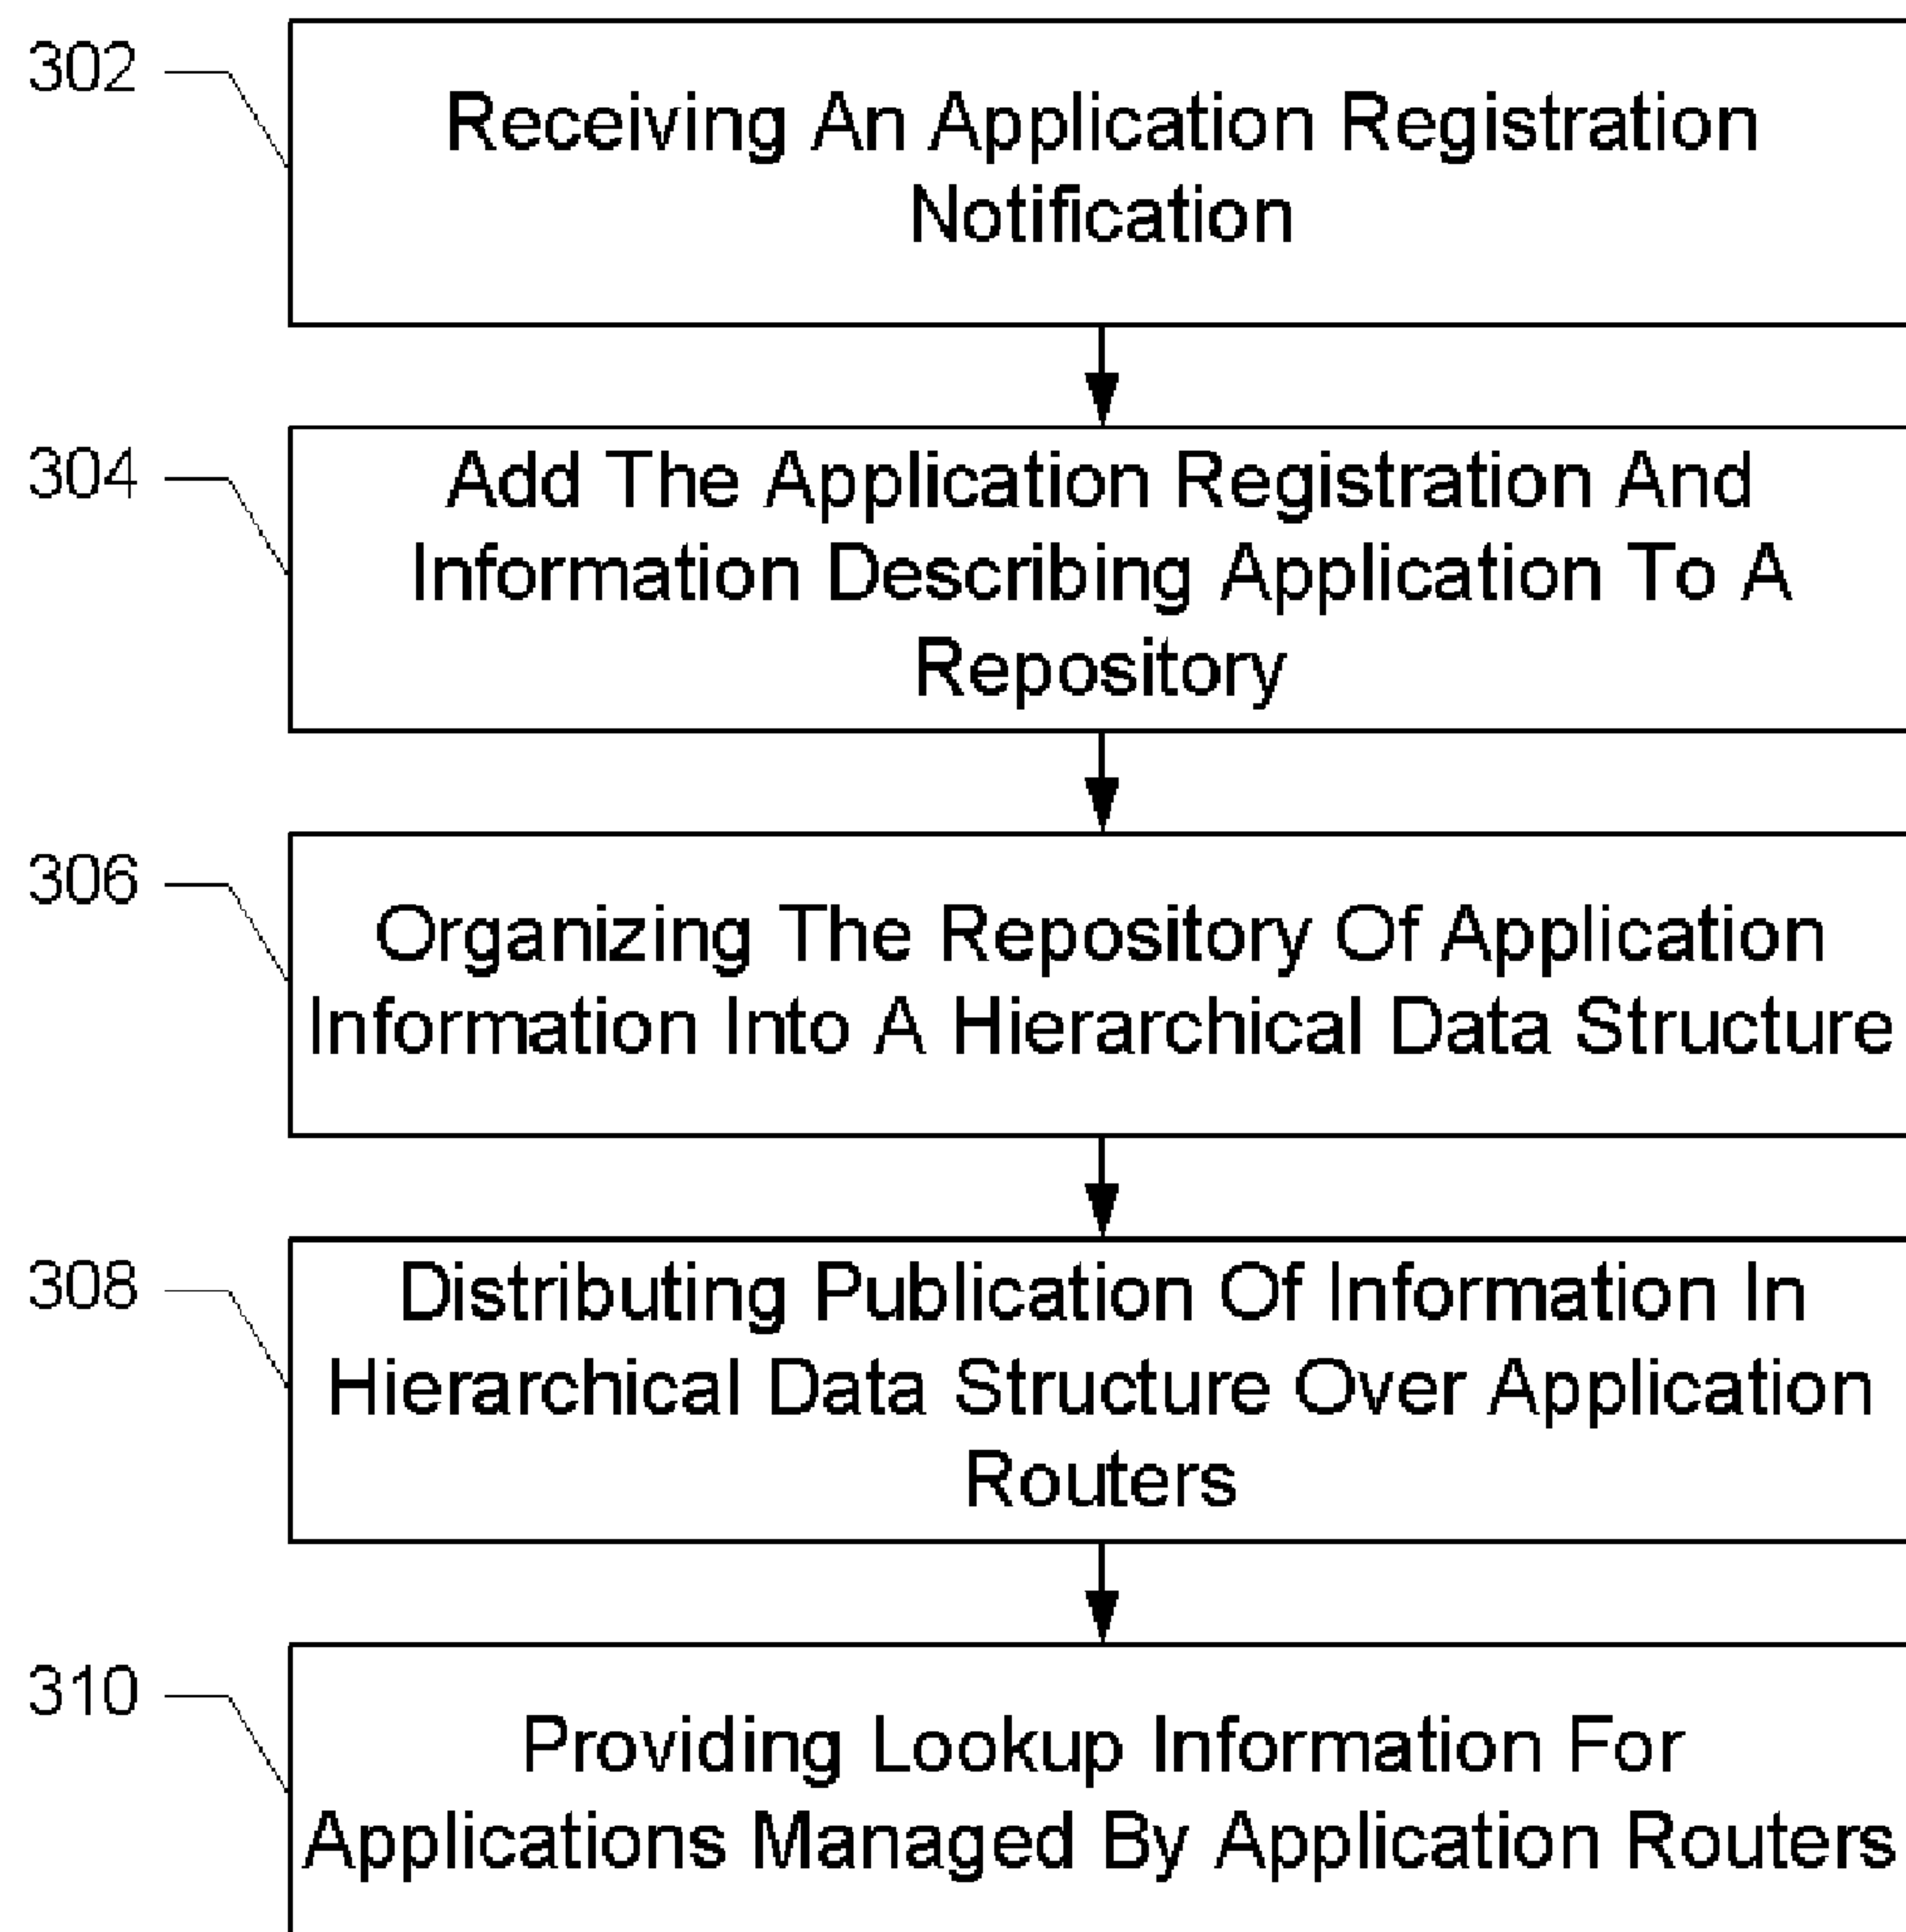 302
Receiving An Application Registration
Notification
304
Add The Application Registration And
Information Describing Application To A
Repository
306
Organizing The Repository Of Application
Information Into A Hierarchical Data Structure
308
Distributing Publication Of Information In
Hierarchical Data Structure Over Application
Routers
310
Providing Lookup Information For
Applications Managed By Application Routers